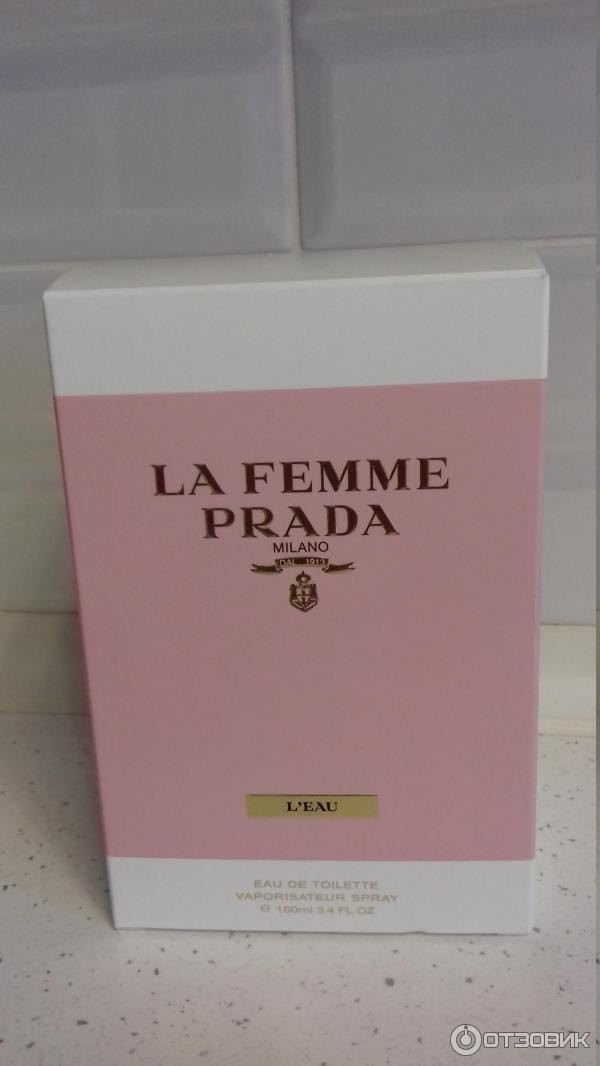 LA FEMME
PRADA
MILANO
DAL 1913
L'EAU
EAU DE TOILETTE
VAPORISATEUR SPRAY
℮ 100ml 3.4 FL OZ
ОТЗОВИК